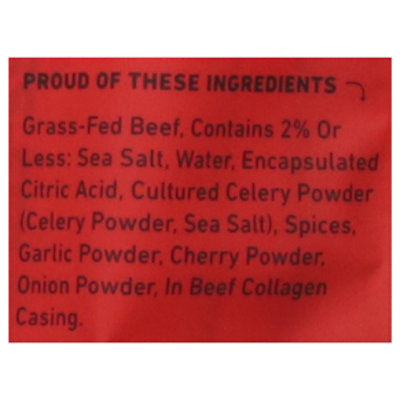 PROUD OF THESE INGREDIENTS
Grass-Fed Beef, Contains 2% Or
Less: Sea Salt, Water, Encapsulated
Citric Acid, Cultured Celery Powder
(Celery Powder, Sea Salt), Spices,
Garlic Powder, Cherry Powder,
Onion Powder, In Beef Collagen
Casing.